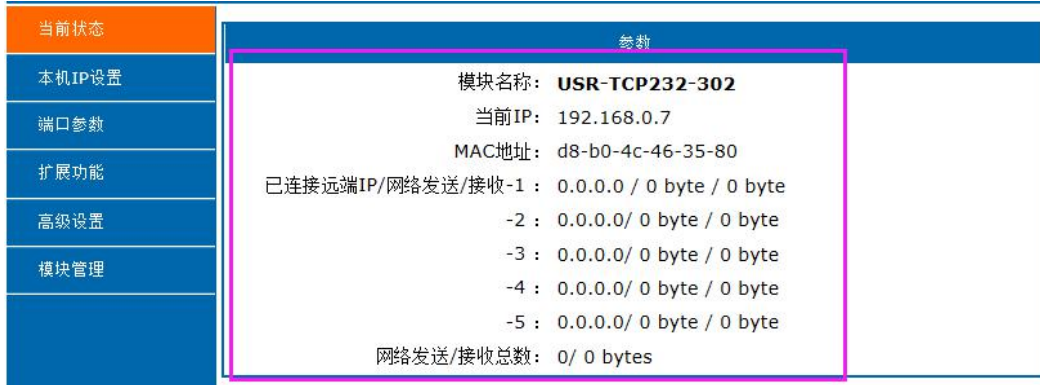 当前状态
本机IP设置
端口参数
扩展功能
高级设置
模块管理
参数
模块名称： USR-TCP232-302
当前IP： 192.168.0.7
MAC地址： d8-b0-4c-46-35-80
已连接远端IP/网络发送/接收-1 ： 0.0.0.0 / 0 byte / 0 byte
-2 ： 0.0.0.0/ 0 byte / 0 byte
-3 ： 0.0.0.0/ 0 byte / 0 byte
-4 ： 0.0.0.0/ 0 byte / 0 byte
-5 ： 0.0.0.0/ 0 byte / 0 byte
网络发送/接收总数： 0/ 0 bytes